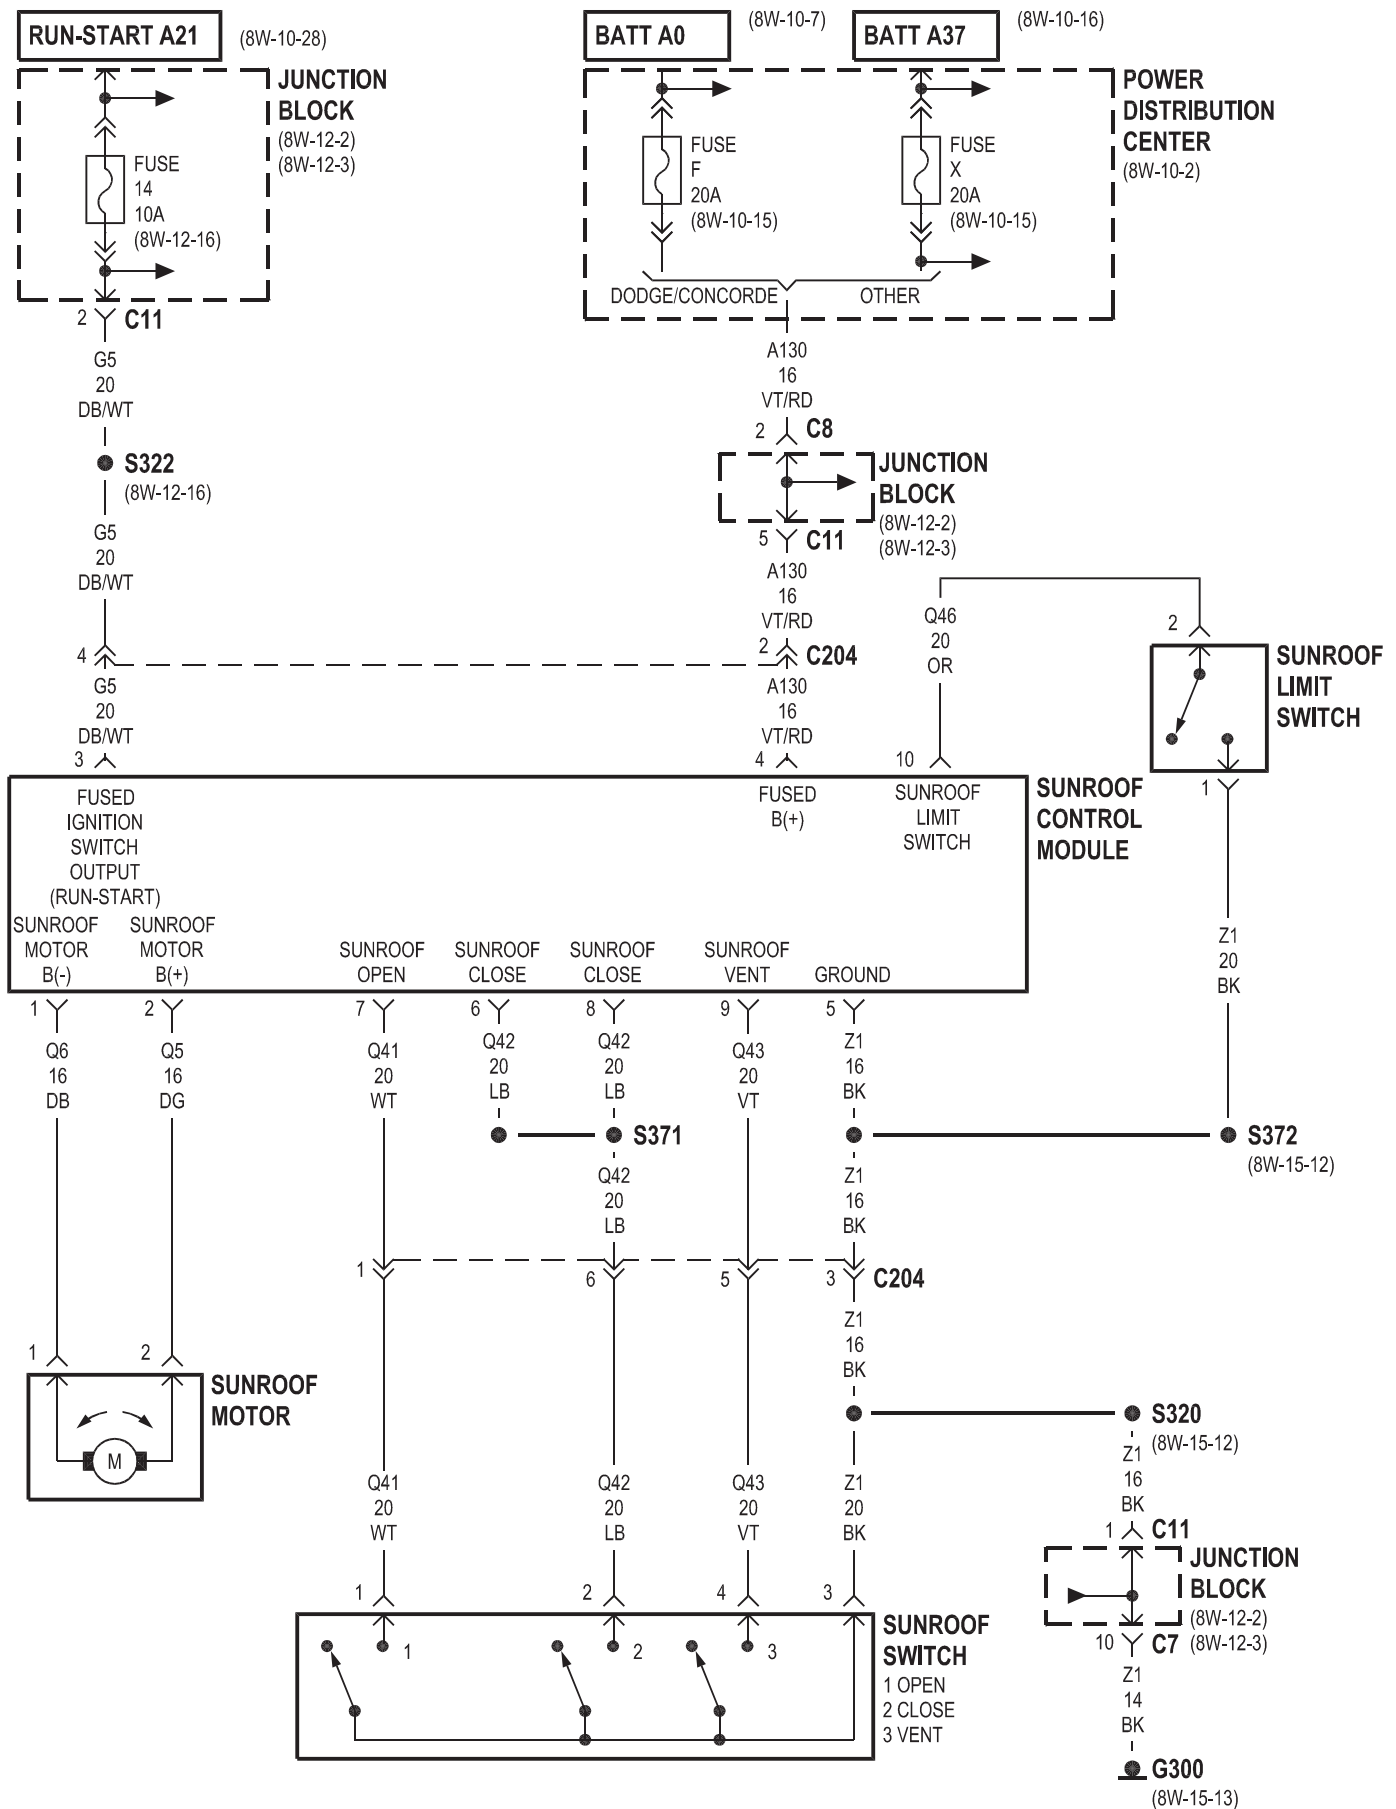 RUN-START A21
(8W-10-28)
BATT A0
(8W-10-7)
BATT A37
(8W-10-16)
JUNCTION
BLOCK
(8W-12-2)
(8W-12-3)
FUSE
14
10A
(8W-12-16)
2
C11
FUSE
F
20A
(8W-10-15)
FUSE
X
20A
(8W-10-15)
POWER
DISTRIBUTION
CENTER
(8W-10-2)
DODGE/CONCORDE
OTHER
G5
20
DB/WT
S322
(8W-12-16)
G5
20
DB/WT
4
G5
20
DB/WT
3
A130
16
VT/RD
2
C8
JUNCTION
BLOCK
(8W-12-2)
(8W-12-3)
5
C11
A130
16
VT/RD
2
C204
A130
16
VT/RD
4
Q46
20
OR
10
2
SUNROOF
LIMIT
SWITCH
1
FUSED
IGNITION
SWITCH
OUTPUT
(RUN-START)
FUSED
B(+)
SUNROOF
LIMIT
SWITCH
SUNROOF
CONTROL
MODULE
SUNROOF
MOTOR
B(-)
SUNROOF
MOTOR
B(+)
SUNROOF
OPEN
SUNROOF
CLOSE
SUNROOF
CLOSE
SUNROOF
VENT
GROUND
Z1
20
BK
1
2
7
6
8
9
5
Q6
16
DB
Q5
16
DG
Q41
20
WT
Q42
20
LB
Q42
20
LB
Q43
20
VT
Z1
16
BK
S371
S372
(8W-15-12)
Q42
20
LB
Z1
16
BK
1
6
5
3
C204
Z1
16
BK
1
2
SUNROOF
MOTOR
M
S320
(8W-15-12)
Z1
16
BK
Q41
20
WT
Q42
20
LB
Q43
20
VT
Z1
20
BK
1
C11
JUNCTION
BLOCK
(8W-12-2)
(8W-12-3)
1
2
4
3
1
2
3
SUNROOF
SWITCH
1 OPEN
2 CLOSE
3 VENT
10
C7
Z1
14
BK
G300
(8W-15-13)